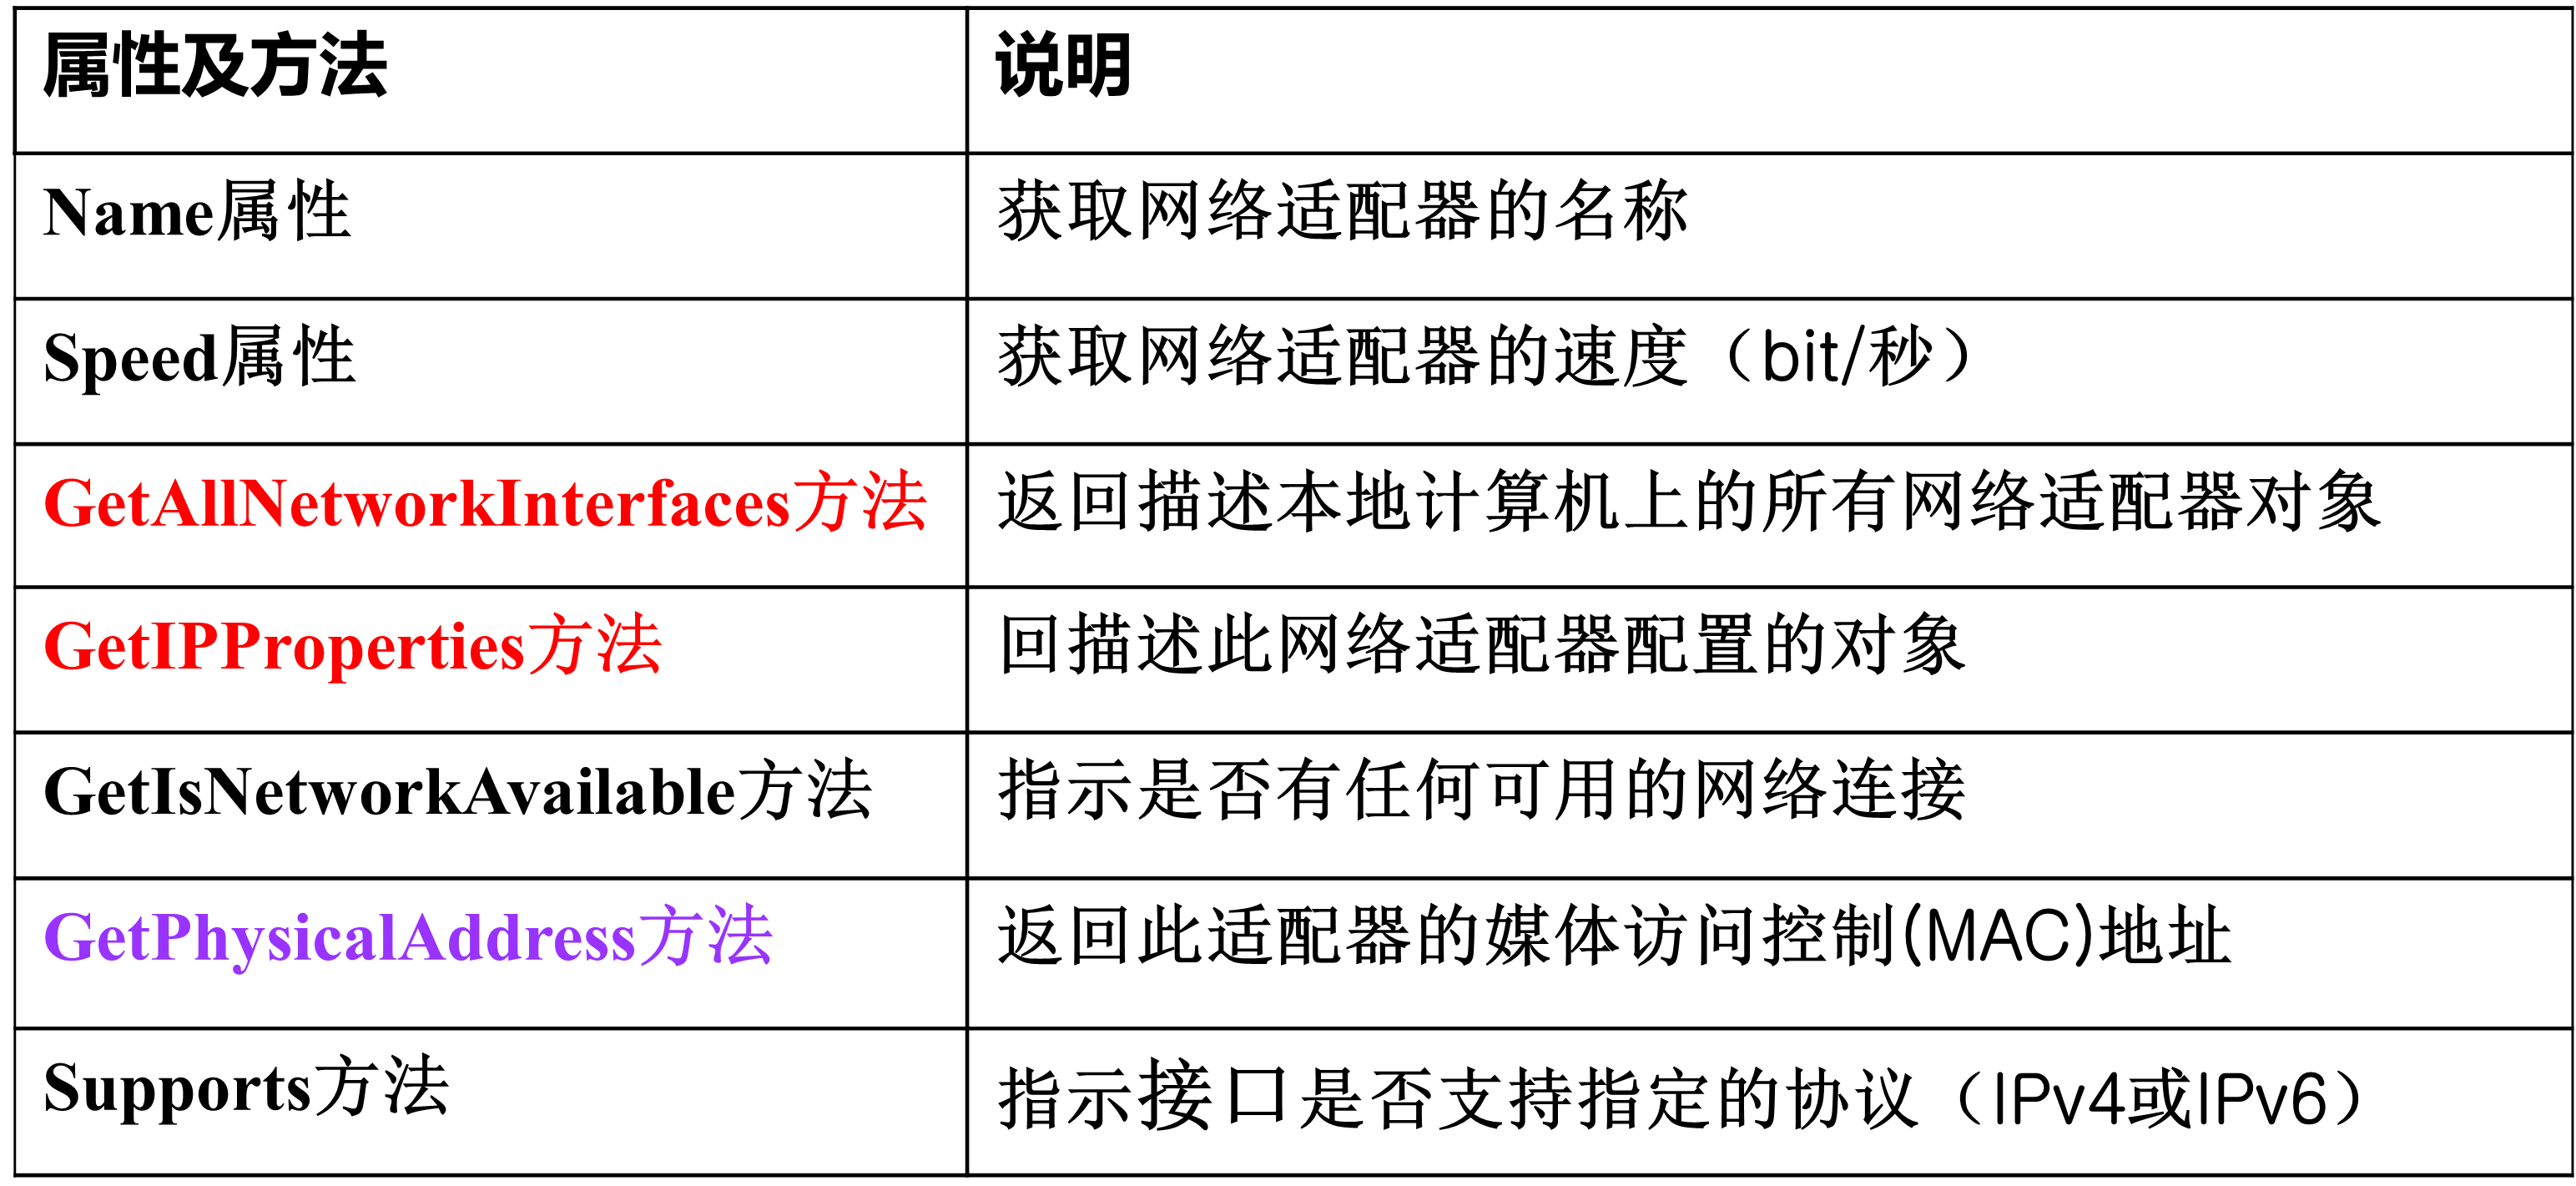 属性及方法 说明
Name属性 获取网络适配器的名称
Speed属性 获取网络适配器的速度（bit/秒）
GetAllNetworkInterfaces方法 返回描述本地计算机上的所有网络适配器对象
GetIPProperties方法 回描述此网络适配器配置的对象
GetIsNetworkAvailable方法 指示是否有任何可用的网络连接
GetPhysicalAddress方法 返回此适配器的媒体访问控制(MAC)地址
Supports方法 指示接口是否支持指定的协议（IPv4或IPv6）